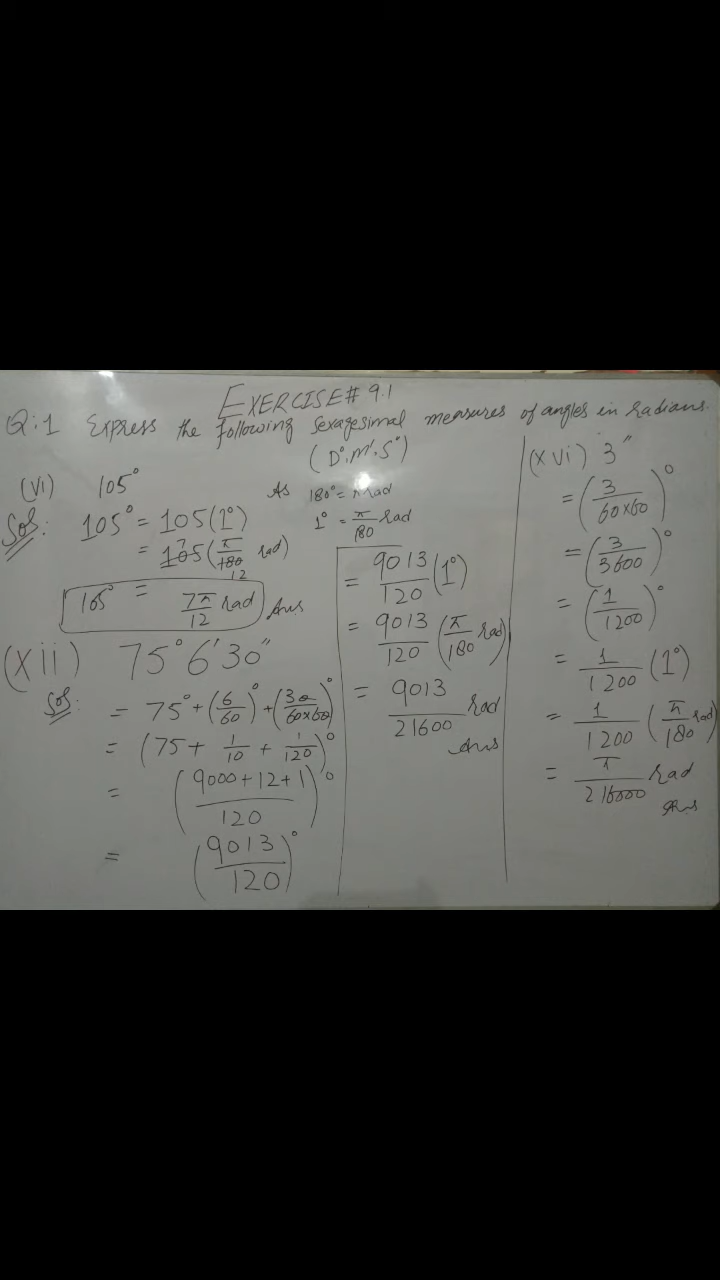 EXERCISE# 9.1
Q:1 Express the following Sexagesimal measures of angles in radians.
(D°.M'.S")
(vi) 105°
As 180° = π rad
1° = π/180 rad
Sol: 105° = 105(1°)
= 105 7 (π/180 12 rad)
105° = 7π/12 rad Ans
(xii) 75° 6' 30"
Sol: = 75° + (6/60)° + (30/60×60)°
= (75 + 1/10 + 1/120)°
= (9000+12+1/120)°
= (9013/120)°
= 9013/120 (1°)
= 9013/120 (π/180 rad)
= 9013/21600 rad
Ans
(xvi) 3"
= (3/60×60)°
= (3/3600)°
= (1/1200)°
= 1/1200 (1°)
= 1/1200 (π/180 rad)
= π/216000 rad
Ans